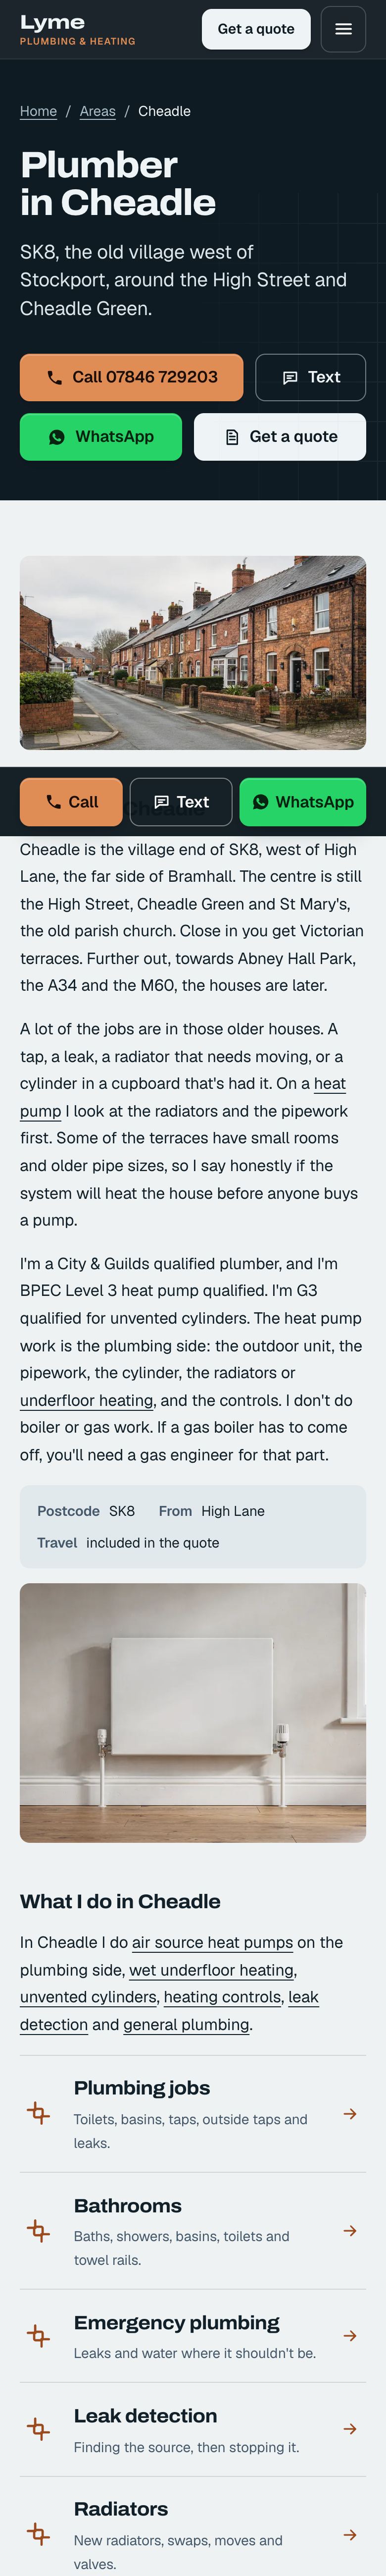 Lyme
PLUMBING & HEATING
Get a quote
Home / Areas / Cheadle
Plumber
in Cheadle
SK8, the old village west of
Stockport, around the High Street and
Cheadle Green.
Call 07846 729203
Text
WhatsApp
Get a quote
Call
Text
WhatsApp
Cheadle is the village end of SK8, west of High
Lane, the far side of Bramhall. The centre is still
the High Street, Cheadle Green and St Mary's,
the old parish church. Close in you get Victorian
terraces. Further out, towards Abney Hall Park,
the A34 and the M60, the houses are later.
A lot of the jobs are in those older houses. A
tap, a leak, a radiator that needs moving, or a
cylinder in a cupboard that's had it. On a heat
pump I look at the radiators and the pipework
first. Some of the terraces have small rooms
and older pipe sizes, so I say honestly if the
system will heat the house before anyone buys
a pump.
I'm a City & Guilds qualified plumber, and I'm
BPEC Level 3 heat pump qualified. I'm G3
qualified for unvented cylinders. The heat pump
work is the plumbing side: the outdoor unit, the
pipework, the cylinder, the radiators or
underfloor heating, and the controls. I don't do
boiler or gas work. If a gas boiler has to come
off, you'll need a gas engineer for that part.
Postcode SK8 From High Lane
Travel included in the quote
What I do in Cheadle
In Cheadle I do air source heat pumps on the
plumbing side, wet underfloor heating,
unvented cylinders, heating controls, leak
detection and general plumbing.
Plumbing jobs
Toilets, basins, taps, outside taps and
leaks.
Bathrooms
Baths, showers, basins, toilets and
towel rails.
Emergency plumbing
Leaks and water where it shouldn't be.
Leak detection
Finding the source, then stopping it.
Radiators
New radiators, swaps, moves and
valves.